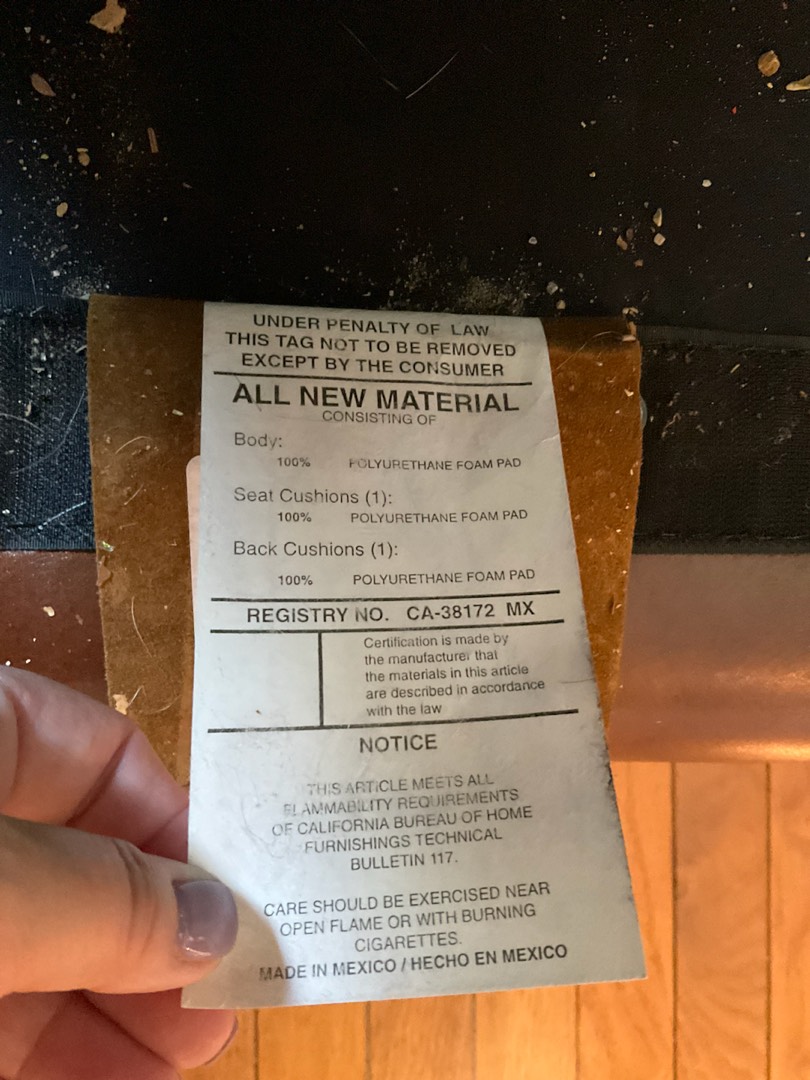 UNDER PENALTY OF LAW
THIS TAG NOT TO BE REMOVED
EXCEPT BY THE CONSUMER
ALL NEW MATERIAL
CONSISTING OF
Body:
100% POLYURETHANE FOAM PAD
Seat Cushions (1):
100% POLYURETHANE FOAM PAD
Back Cushions (1):
100% POLYURETHANE FOAM PAD
REGISTRY NO. CA-38172 MX
Certification is made by
the manufacturer that
the materials in this article
are described in accordance
with the law
NOTICE
THIS ARTICLE MEETS ALL
FLAMMABILITY REQUIREMENTS
OF CALIFORNIA BUREAU OF HOME
FURNISHINGS TECHNICAL
BULLETIN 117.
CARE SHOULD BE EXERCISED NEAR
OPEN FLAME OR WITH BURNING
CIGARETTES.
MADE IN MEXICO / HECHO EN MEXICO